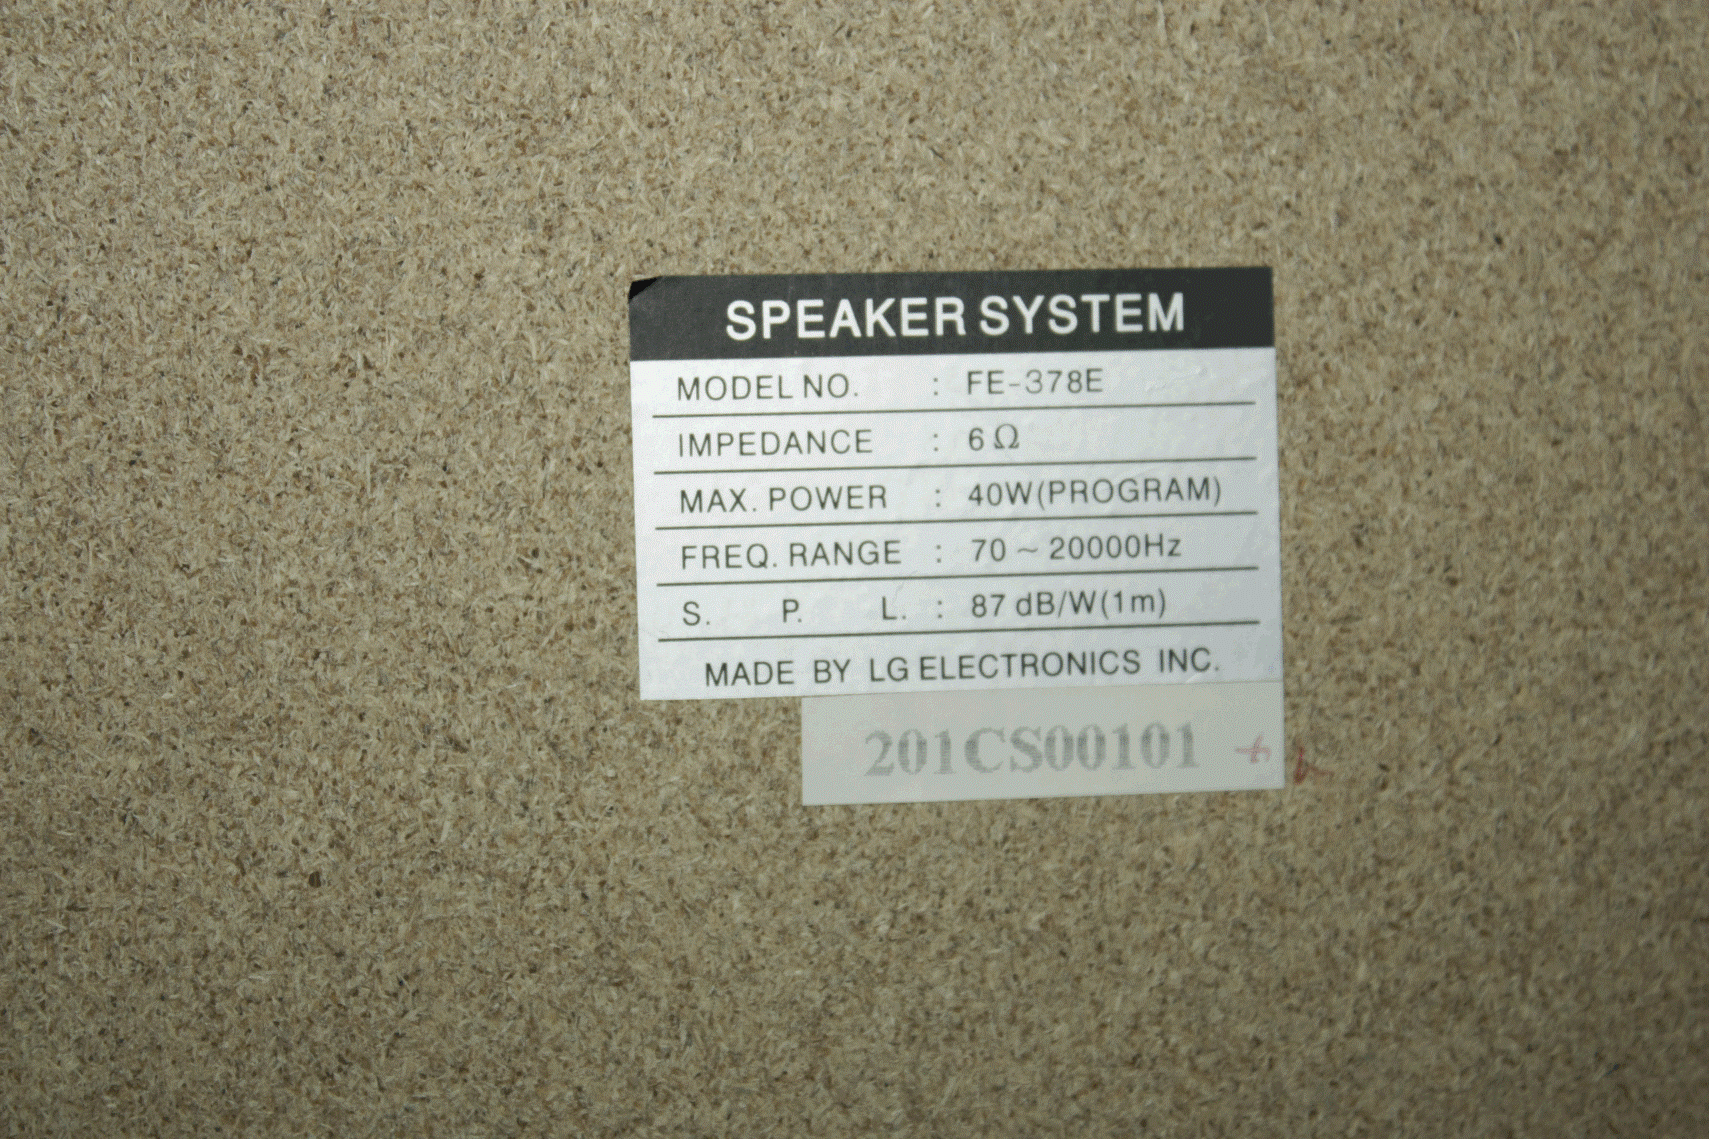 SPEAKER SYSTEM
MODEL NO. : FE-378E
IMPEDANCE : 6 Ω
MAX. POWER : 40W(PROGRAM)
FREQ. RANGE : 70 ~ 20000Hz
S. P. L. : 87 dB/W(1m)
MADE BY LG ELECTRONICS INC.
201CS00101